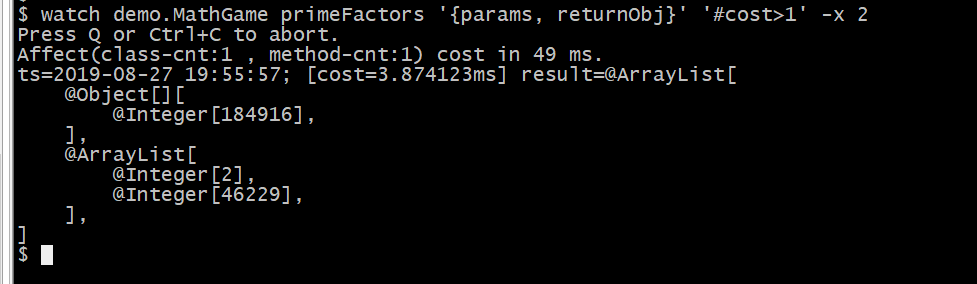 $ watch demo.MathGame primeFactors '{params, returnObj}' '#cost>1' -x 2
Press Q or Ctrl+C to abort.
Affect(class-cnt:1 , method-cnt:1) cost in 49 ms.
ts=2019-08-27 19:55:57; [cost=3.874123ms] result=@ArrayList[
    @Object[][
        @Integer[184916],
    ],
    @ArrayList[
        @Integer[2],
        @Integer[46229],
    ],
]
$